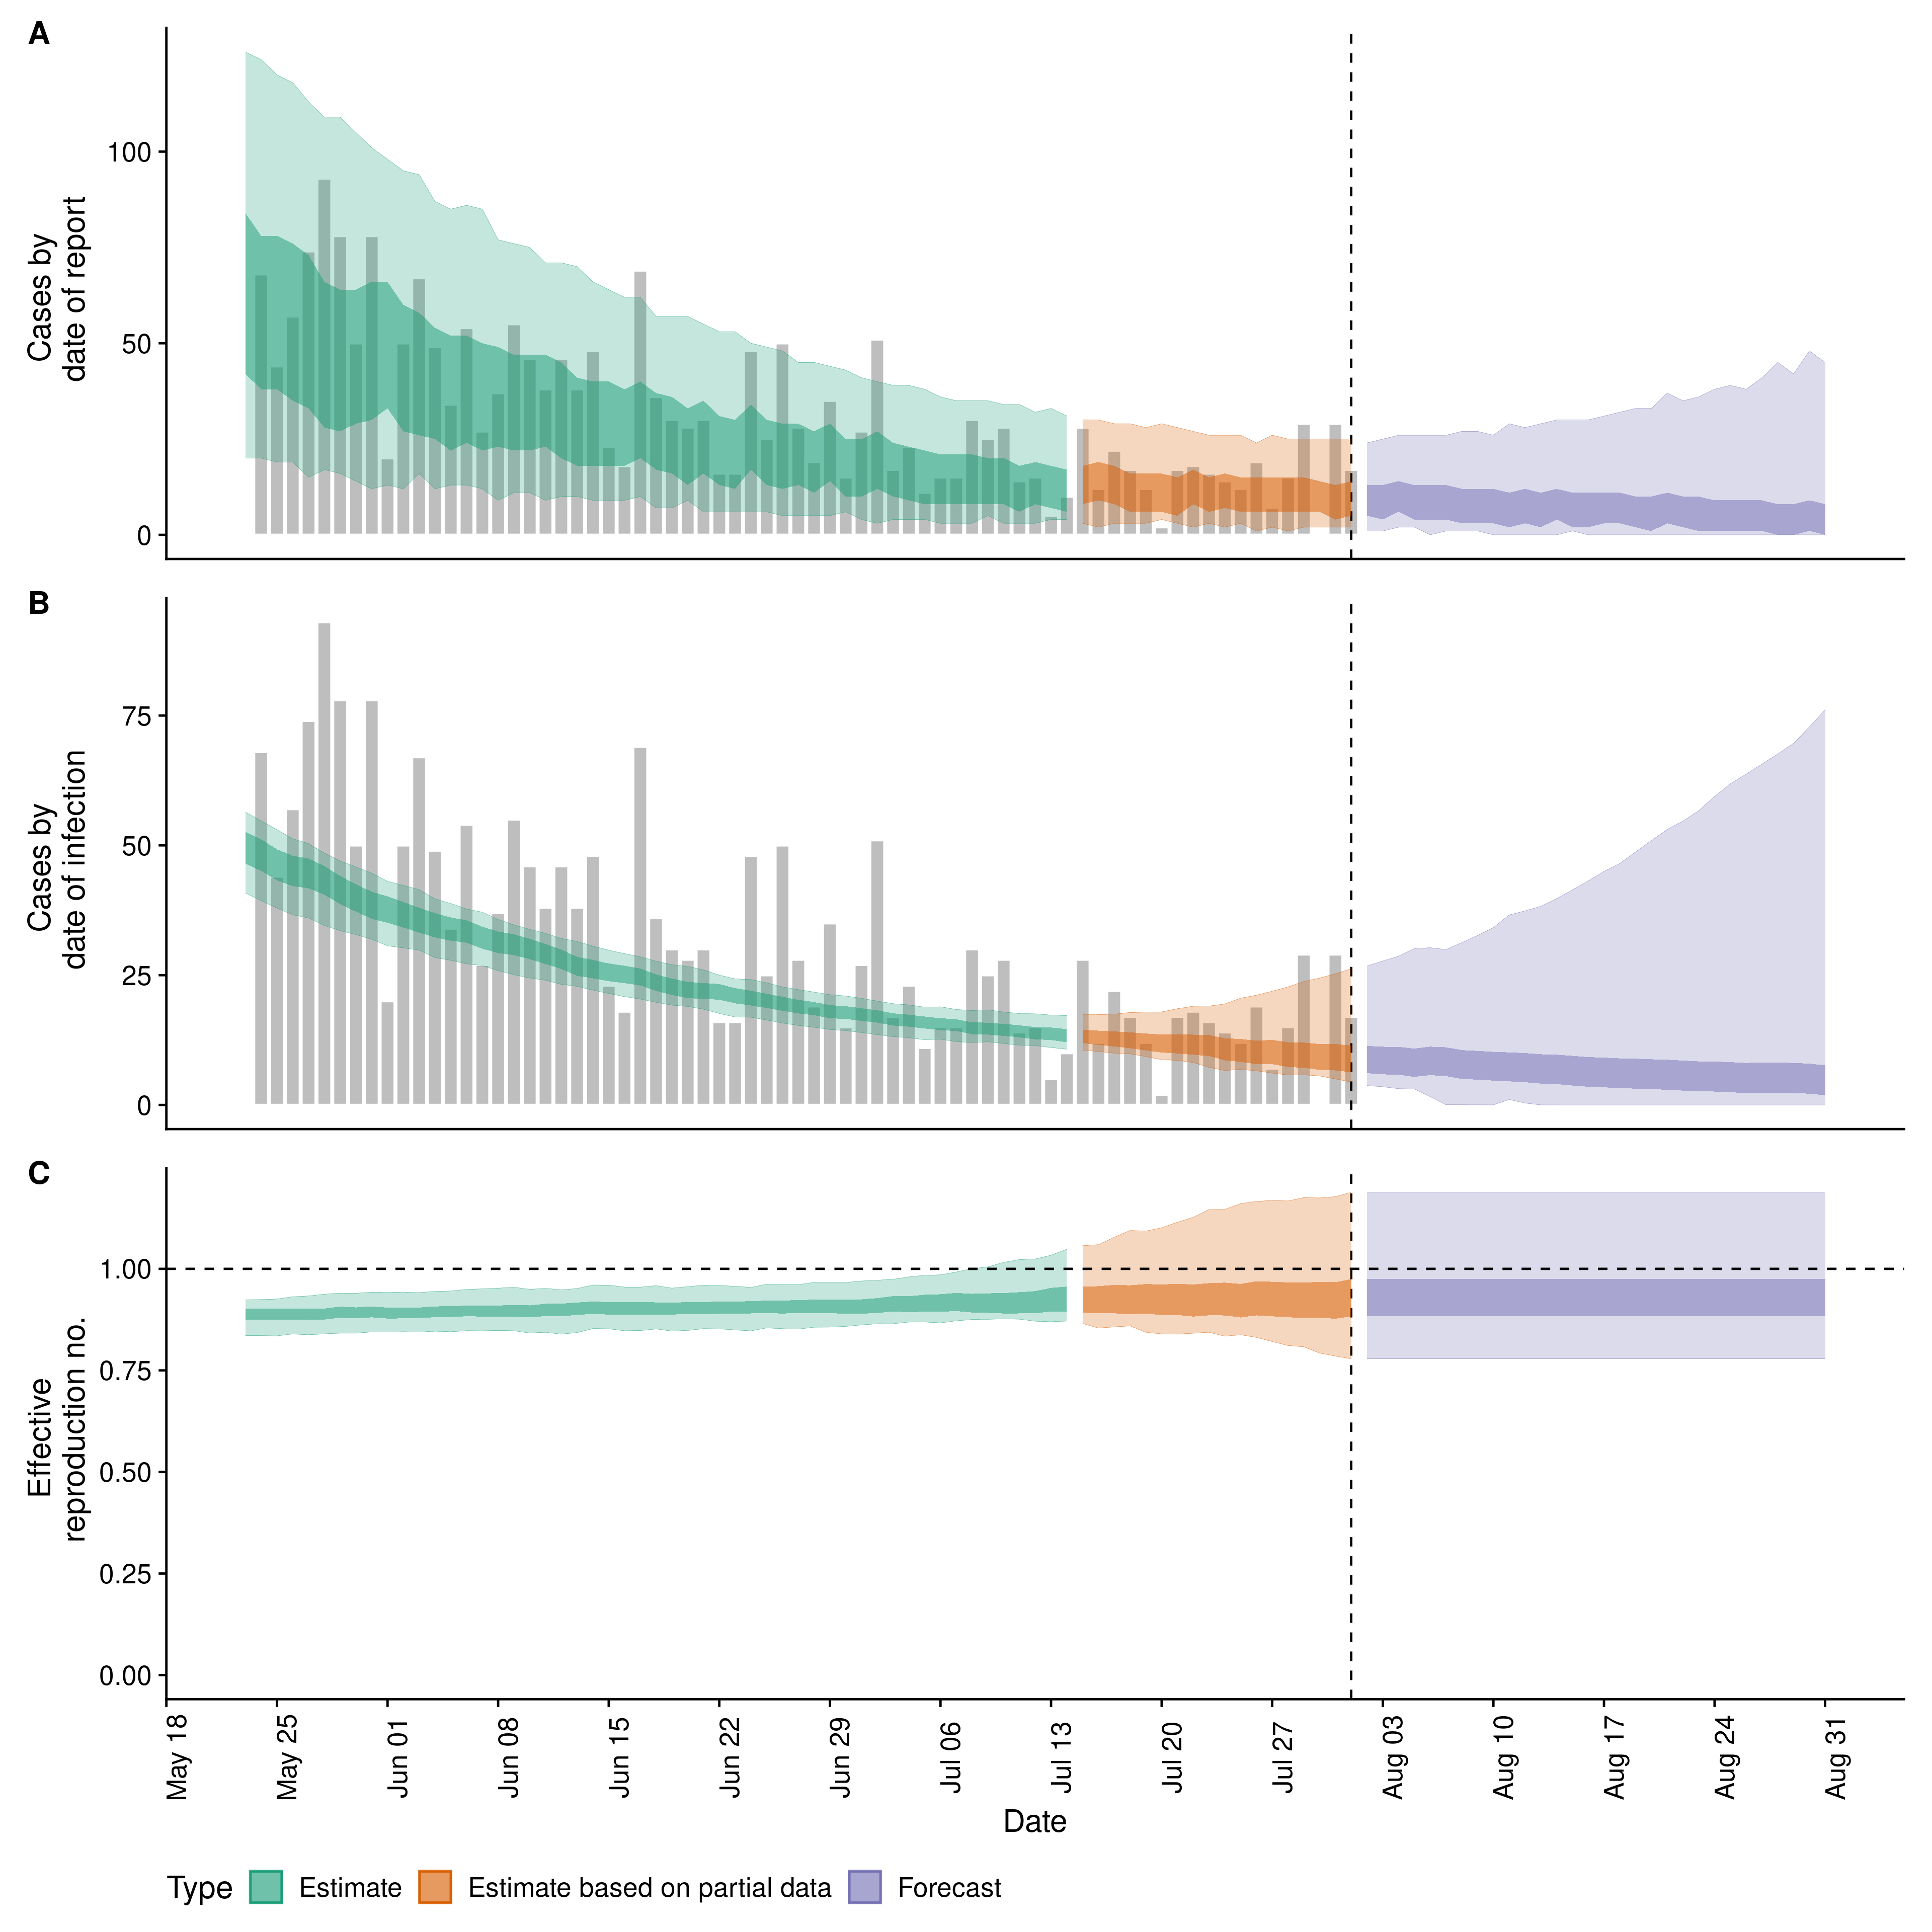 A
Cases by
date of report
100
50
0
B
Cases by
date of infection
75
50
25
0
C
Effective
reproduction no.
1.00
0.75
0.50
0.25
0.00
May 18
May 25
Jun 01
Jun 08
Jun 15
Jun 22
Jun 29
Jul 06
Jul 13
Jul 20
Jul 27
Aug 03
Aug 10
Aug 17
Aug 24
Aug 31
Date
Type Estimate Estimate based on partial data Forecast